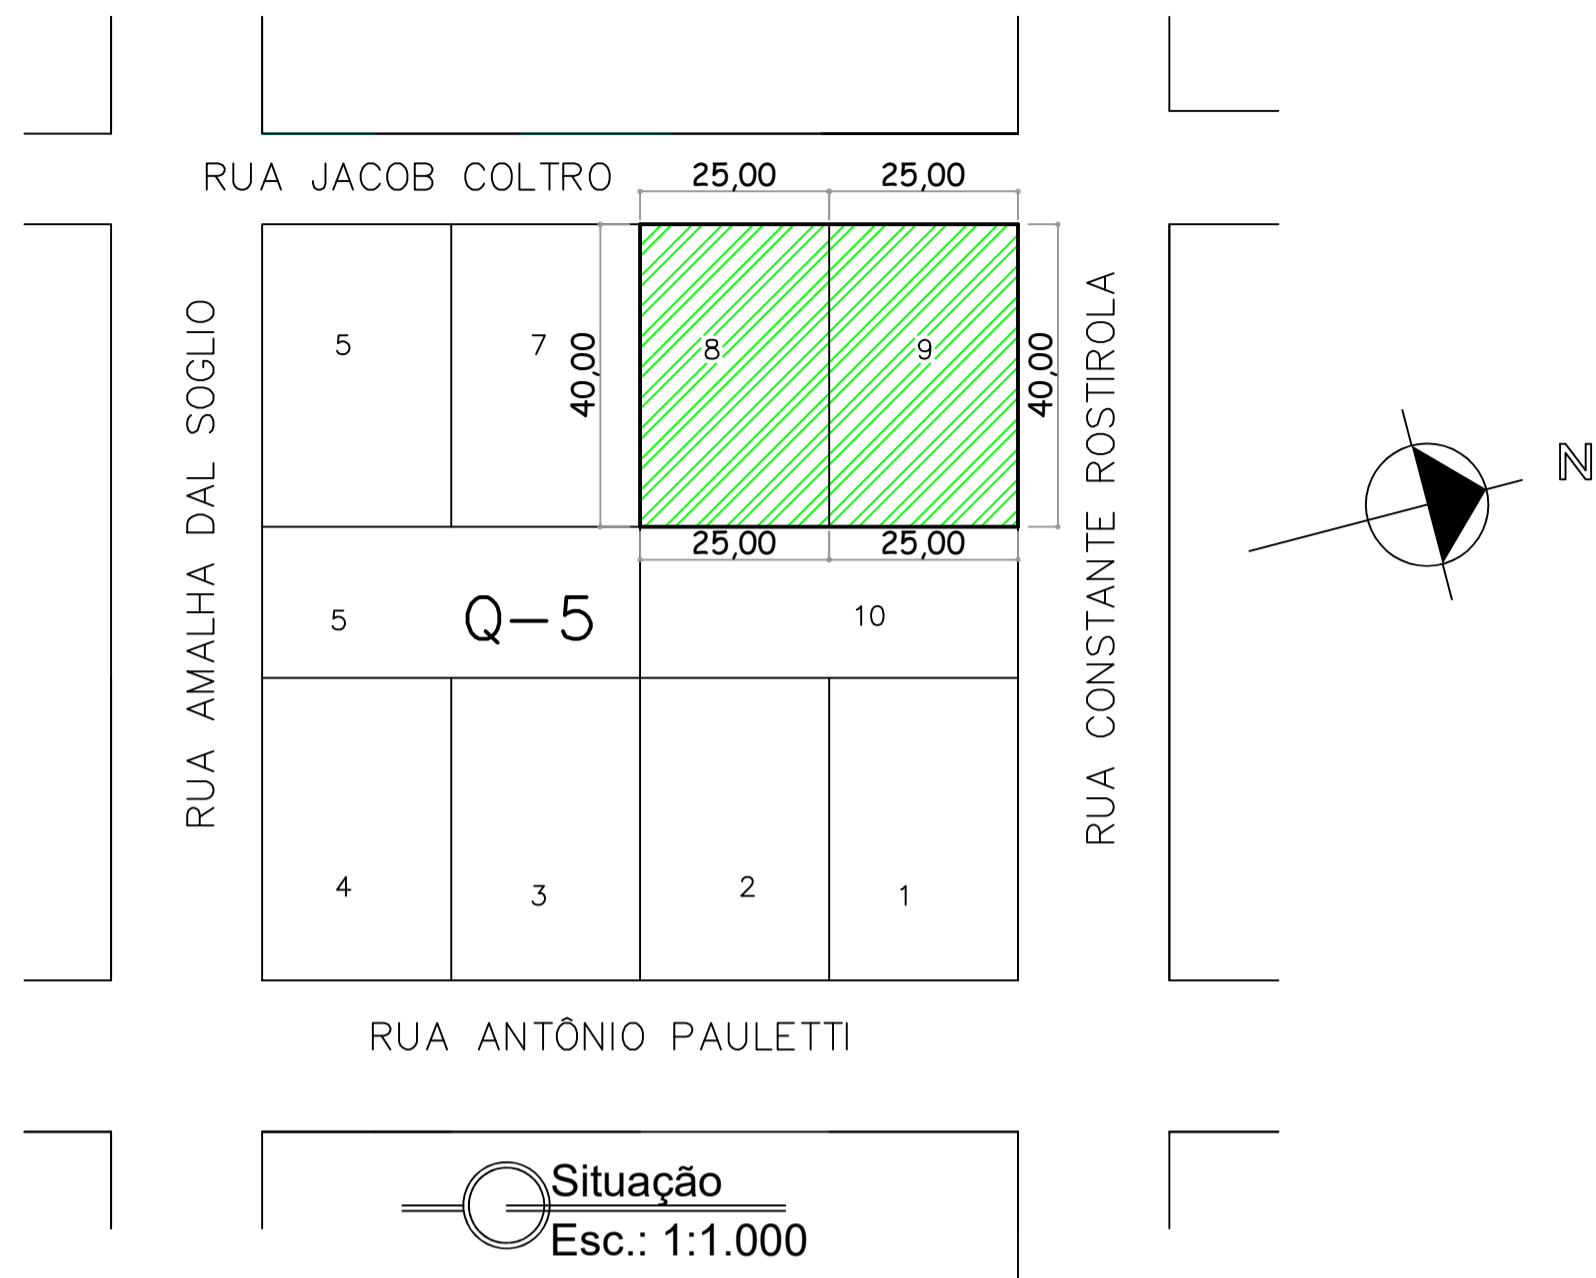 RUA JACOB COLTRO
25,00
25,00
5
7
40,00
8
9
40,00
RUA AMALHA DAL SOGLIO
RUA CONSTANTE ROSTIROLA
N
25,00
25,00
5
Q-5
10
4
3
2
1
RUA ANTÔNIO PAULETTI
Situação
Esc.: 1:1.000